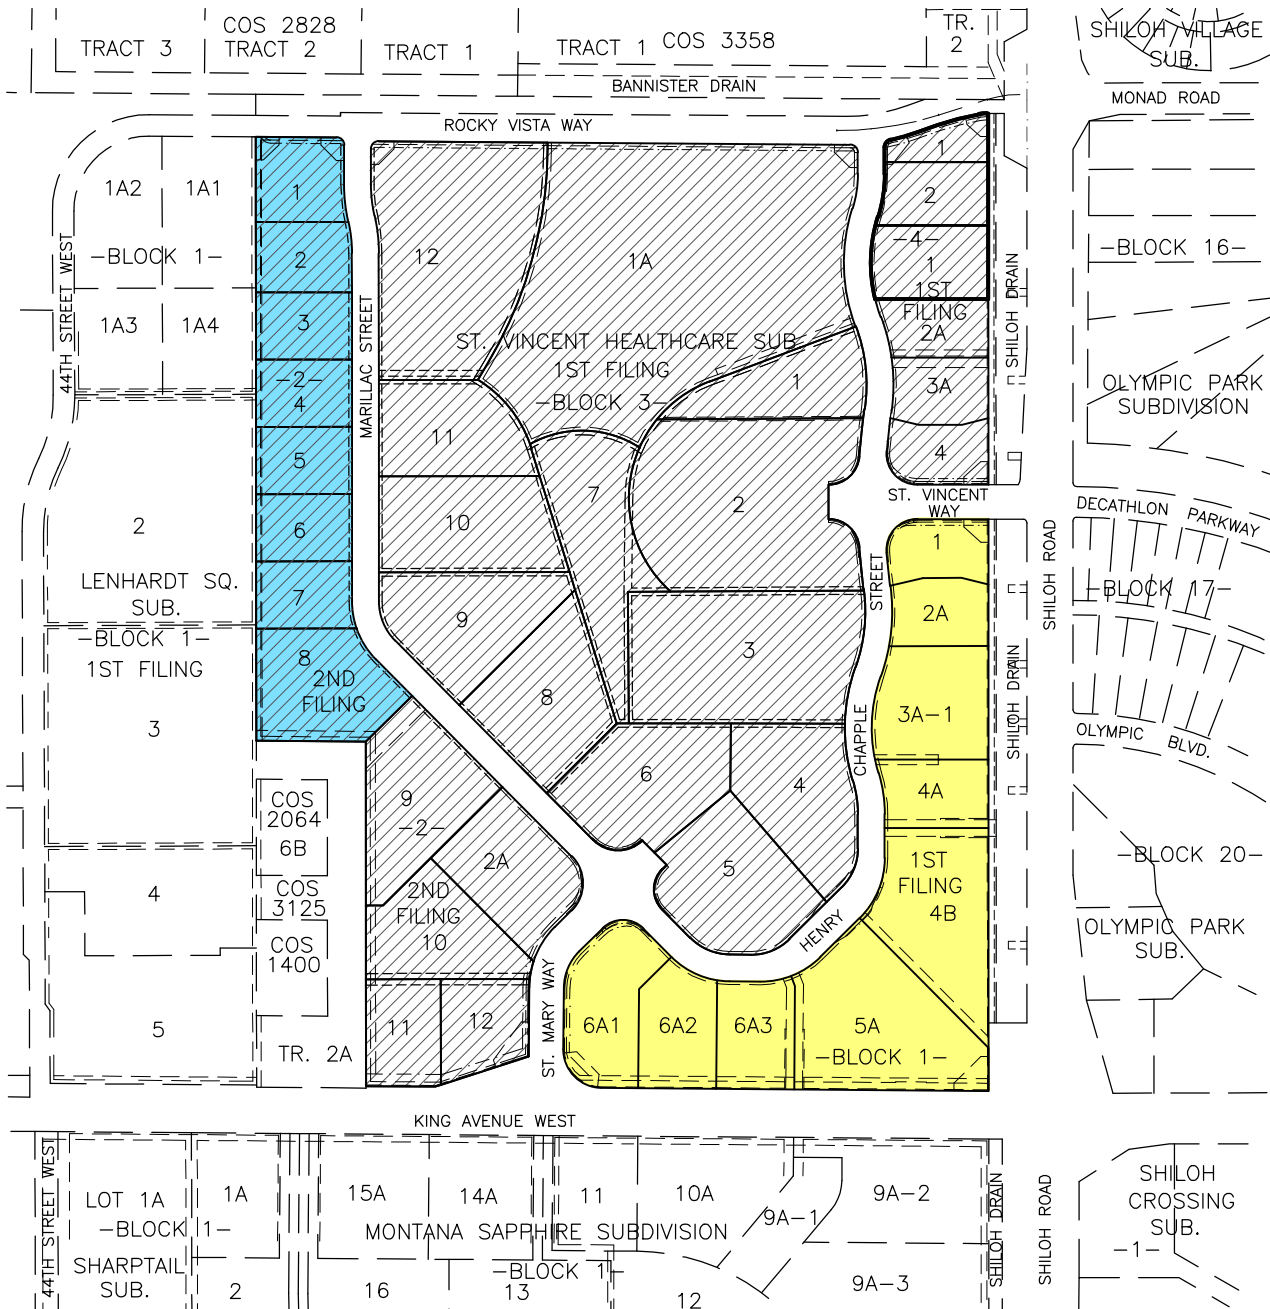 COS 2828
TRACT 3
TRACT 2
TRACT 1
TRACT 1
COS 3358
TR.
2
SHILOH VILLAGE
SUB.
BANNISTER DRAIN
MONAD ROAD
ROCKY VISTA WAY
1A2
1A1
-BLOCK 1-
1A3
1A4
44TH STREET WEST
1
2
3
-2-
4
5
6
7
8
2ND
FILING
MARILLAC STREET
12
1A
ST. VINCENT HEALTHCARE SUB
1ST FILING
-BLOCK 3-
1
11
10
7
2
9
8
3
6
4
5
1
2
-4-
1
1ST
FILING
2A
3A
4
SHILOH DRAIN
-BLOCK 16-
OLYMPIC PARK
SUBDIVISION
ST. VINCENT
WAY
DECATHLON PARKWAY
SHILOH ROAD
-BLOCK 17-
STREET
CHAPPLE
HENRY
1
2A
3A-1
4A
1ST
FILING
4B
SHILOH DRAIN
OLYMPIC BLVD.
-BLOCK 20-
OLYMPIC PARK
SUB.
2
LENHARDT SQ.
SUB.
-BLOCK 1-
1ST FILING
3
4
5
COS
2064
6B
COS
3125
COS
1400
TR. 2A
9
-2-
2A
2ND
FILING
10
11
12
ST. MARY WAY
6A1
6A2
6A3
5A
-BLOCK 1-
KING AVENUE WEST
44TH STREET WEST
LOT 1A
-BLOCK 1-
SHARPTAIL
SUB.
1A
2
15A
14A
11
10A
9A-1
9A-2
MONTANA SAPPHIRE SUBDIVISION
-BLOCK 1-
16
13
12
9A-3
SHILOH DRAIN
SHILOH ROAD
SHILOH
CROSSING
SUB.
-1-